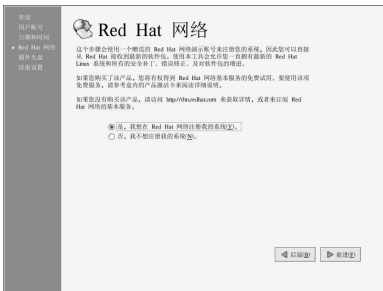 欢迎
用户帐号
日期和时间
Red Hat 网络
额外光盘
结束设置
Red Hat 网络
这个步骤会使用一个赠送的 Red Hat 网络演示账号来注册您的系统，因此您可以直接
从 Red Hat 接收到最新的软件包。使用本工具会允许您一直拥有最新的 Red Hat
Linux 系统和所有的安全补丁、错误修正、及对软件包的增进。
如果您购买了该产品，您将有权得到 Red Hat 网络基本服务的免费试用。要使用该项
免费服务，请参考盒内的产品激活卡来阅读详细说明。
如果您没有购买该产品，请访问 http://rhn.redhat.com 来获取详情，或者来订阅 Red
Hat 网络的基本服务。
是，我想在 Red Hat 网络注册我的系统(Y)。
否，我不想注册我的系统(N)。
后退(B)
前进(F)